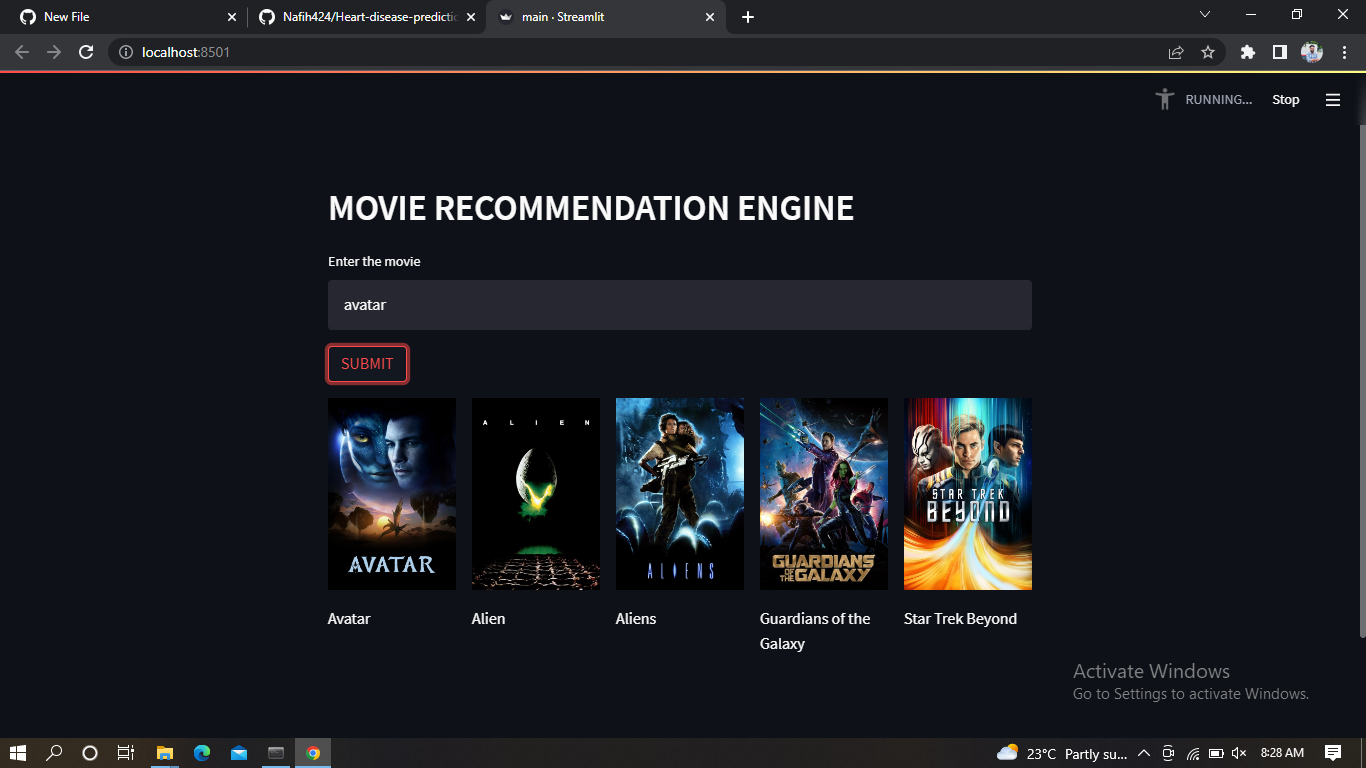 New File
Nafih424/Heart-disease-predictic
main · Streamlit
localhost:8501
RUNNING...
Stop
MOVIE RECOMMENDATION ENGINE
Enter the movie
avatar
SUBMIT
AVATAR
ALIEN
ALIENS
GUARDIANS
OF THE GALAXY
STAR TREK
BEYOND
Avatar
Alien
Aliens
Guardians of the
Galaxy
Star Trek Beyond
Activate Windows
Go to Settings to activate Windows.
23°C Partly su...
8:28 AM